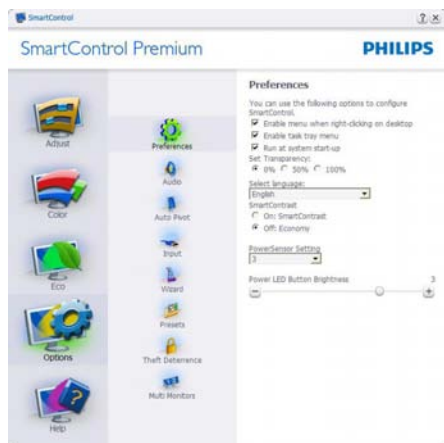 SmartControl
SmartControl Premium
PHILIPS
Adjust
Color
Eco
Options
Help
Preferences
Audio
Auto Pivot
Input
Wizard
Presets
Theft Deterrence
Multi Monitors
Preferences
You can use the following options to configure
SmartControl.
Enable menu when right-clicking on desktop
Enable task tray menu
Run at system start-up
Set Transparency:
0% 50% 100%
Select language:
English
SmartContrast
On: SmartContrast
Off: Economy
PowerSensor Setting
3
Power LED Button Brightness 3